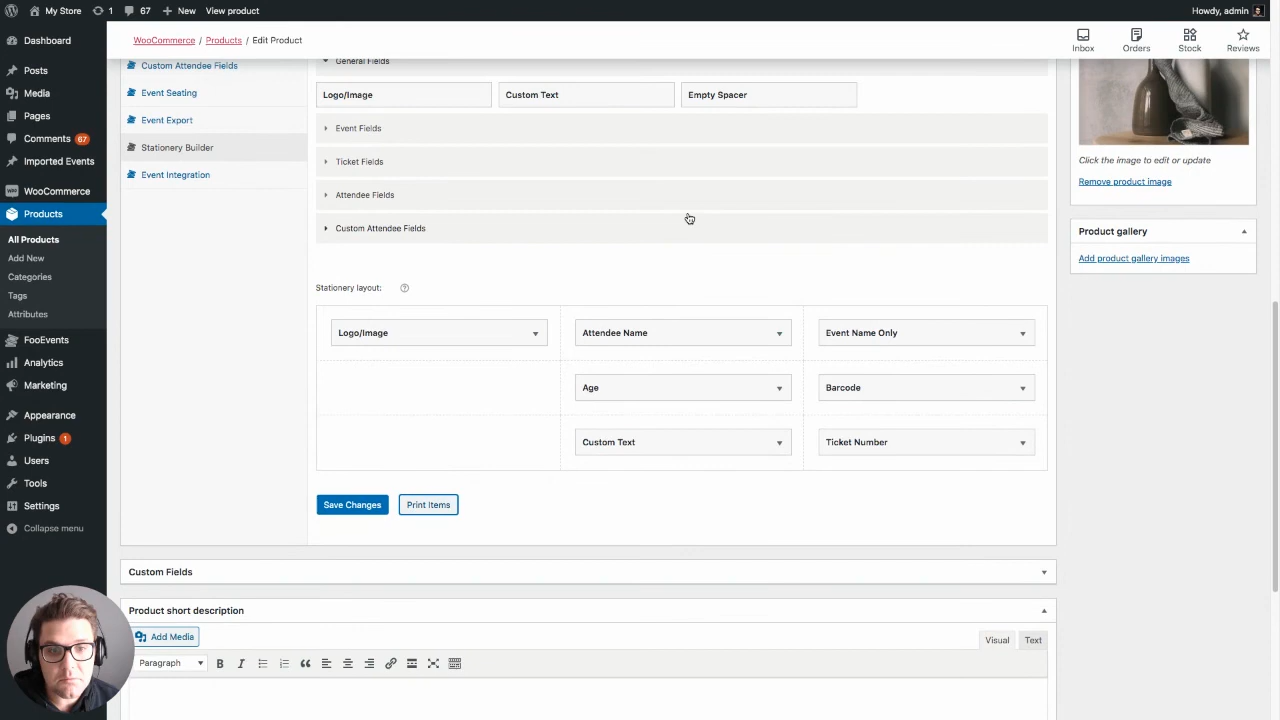 My Store 1 67 + New View product Howdy, admin
WooCommerce / Products / Edit Product
Inbox Orders Stock Reviews
Dashboard
Posts
Media
Pages
Comments 67
Imported Events
WooCommerce
Products
All Products
Add New
Categories
Tags
Attributes
FooEvents
Analytics
Marketing
Appearance
Plugins 1
Users
Tools
Settings
Collapse menu
Custom Attendee Fields
Event Seating
Event Export
Stationery Builder
Event Integration
General Fields
Logo/Image Custom Text Empty Spacer
Event Fields
Ticket Fields
Attendee Fields
Custom Attendee Fields
Stationery layout: ?
Logo/Image Attendee Name Event Name Only
Age Barcode
Custom Text Ticket Number
Save Changes Print Items
Click the image to edit or update
Remove product image
Product gallery
Add product gallery images
Custom Fields
Product short description
Add Media
Visual Text
Paragraph B I